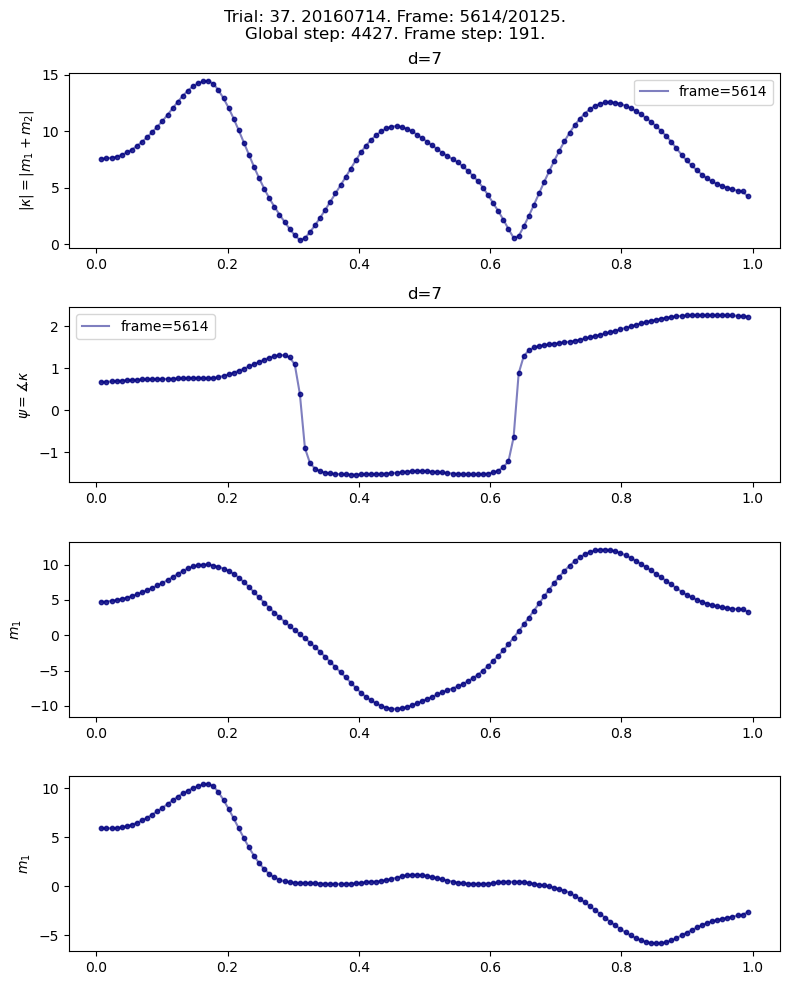 Trial: 37. 20160714. Frame: 5614/20125.
Global step: 4427. Frame step: 191.
d=7
|κ| = |m₁ + m₂|
15
10
5
0
frame=5614
0.0 0.2 0.4 0.6 0.8 1.0
d=7
ψ = ∡κ
2
1
0
−1
frame=5614
0.0 0.2 0.4 0.6 0.8 1.0
m₁
10
5
0
−5
−10
0.0 0.2 0.4 0.6 0.8 1.0
m₁
10
5
0
−5
0.0 0.2 0.4 0.6 0.8 1.0